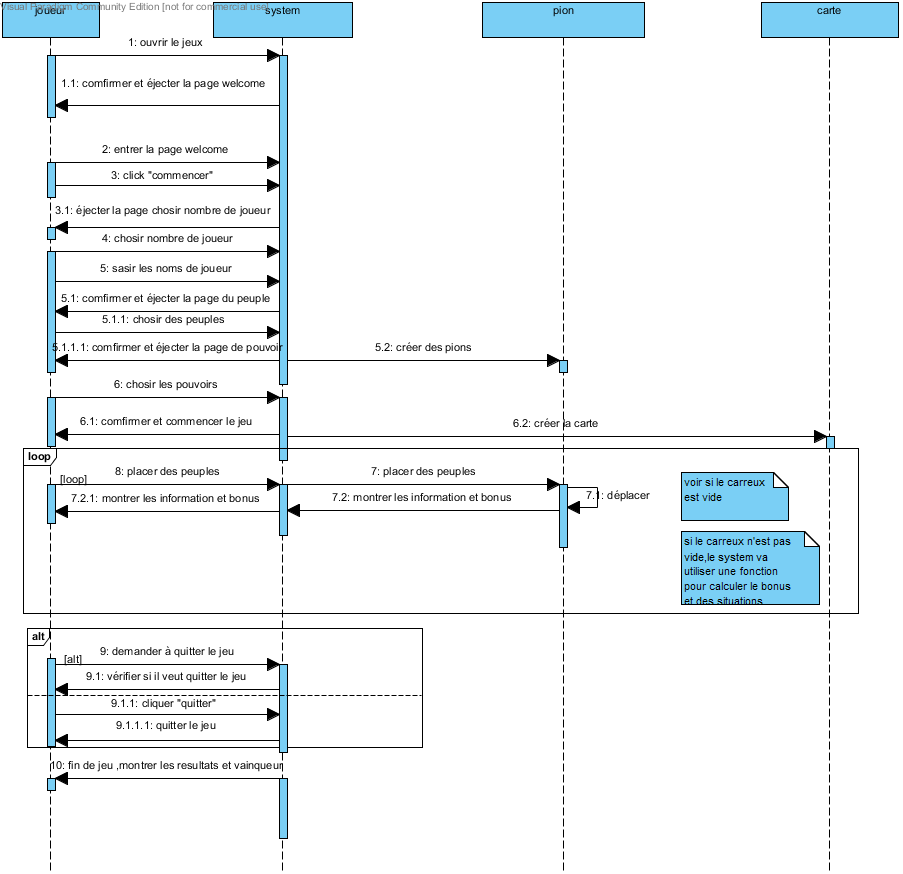 Visual Paradigm Community Edition [not for commercial use]
joueur
system
pion
carte
1: ouvrir le jeux
1.1: comfirmer et éjecter la page welcome
2: entrer la page welcome
3: click "commencer"
3.1: éjecter la page chosir nombre de joueur
4: chosir nombre de joueur
5: sasir les noms de joueur
5.1: comfirmer et éjecter la page du peuple
5.1.1: chosir des peuples
5.1.1.1: comfirmer et éjecter la page de pouvoir
5.2: créer des pions
6: chosir les pouvoirs
6.1: comfirmer et commencer le jeu
6.2: créer la carte
loop
[loop]
8: placer des peuples
7: placer des peuples
7.2.1: montrer les information et bonus
7.2: montrer les information et bonus
7.1: déplacer
voir si le carreux
est vide
si le carreux n'est pas
vide,le system va
utiliser une fonction
pour calculer le bonus
et des situations
alt
[alt]
9: demander à quitter le jeu
9.1: vérifier si il veut quitter le jeu
9.1.1: cliquer "quitter"
9.1.1.1: quitter le jeu
10: fin de jeu ,montrer les resultats et vainqueur